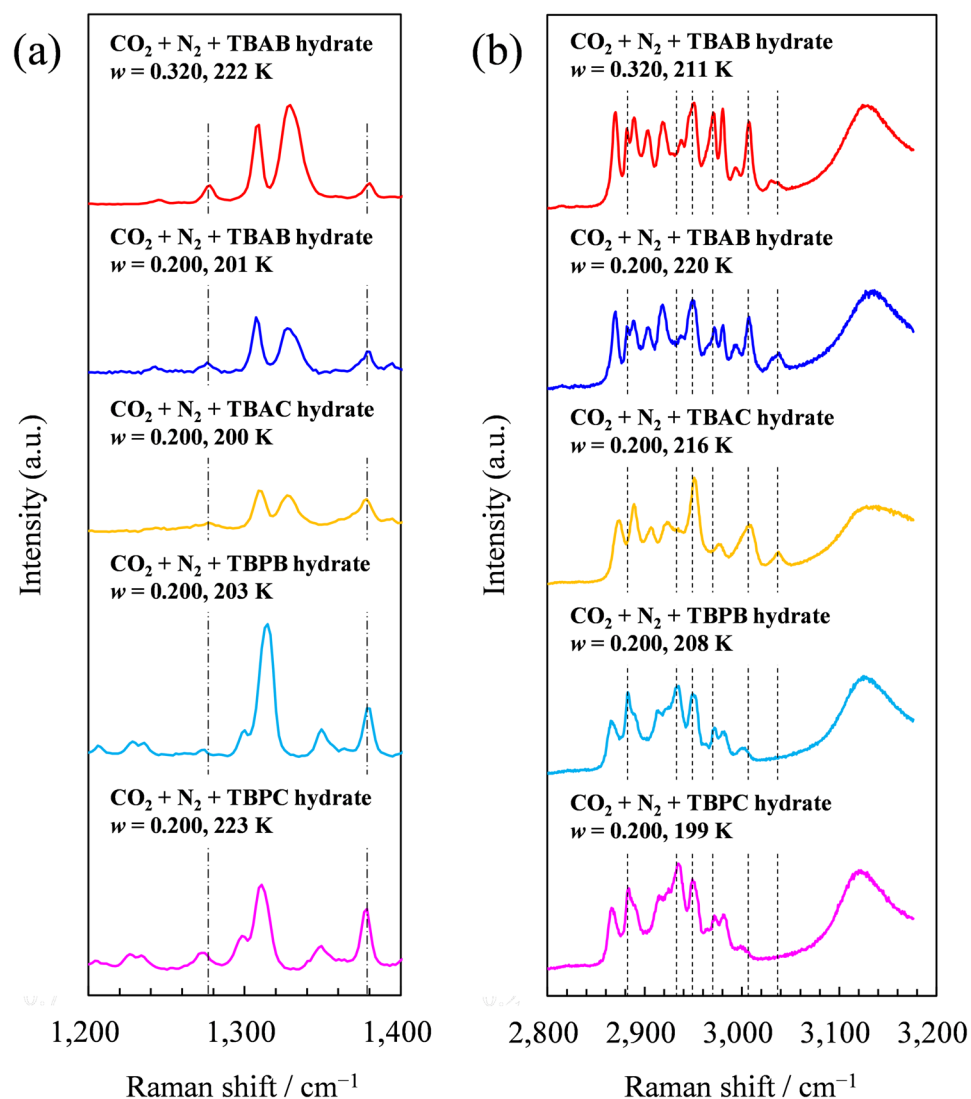 (a)
CO₂ + N₂ + TBAB hydrate
w = 0.320, 222 K
CO₂ + N₂ + TBAB hydrate
w = 0.200, 201 K
CO₂ + N₂ + TBAC hydrate
w = 0.200, 200 K
CO₂ + N₂ + TBPB hydrate
w = 0.200, 203 K
CO₂ + N₂ + TBPC hydrate
w = 0.200, 223 K
Intensity (a.u.)
1,200 1,300 1,400
Raman shift / cm⁻¹
(b)
CO₂ + N₂ + TBAB hydrate
w = 0.320, 211 K
CO₂ + N₂ + TBAB hydrate
w = 0.200, 220 K
CO₂ + N₂ + TBAC hydrate
w = 0.200, 216 K
CO₂ + N₂ + TBPB hydrate
w = 0.200, 208 K
CO₂ + N₂ + TBPC hydrate
w = 0.200, 199 K
Intensity (a.u.)
2,800 2,900 3,000 3,100 3,200
Raman shift / cm⁻¹